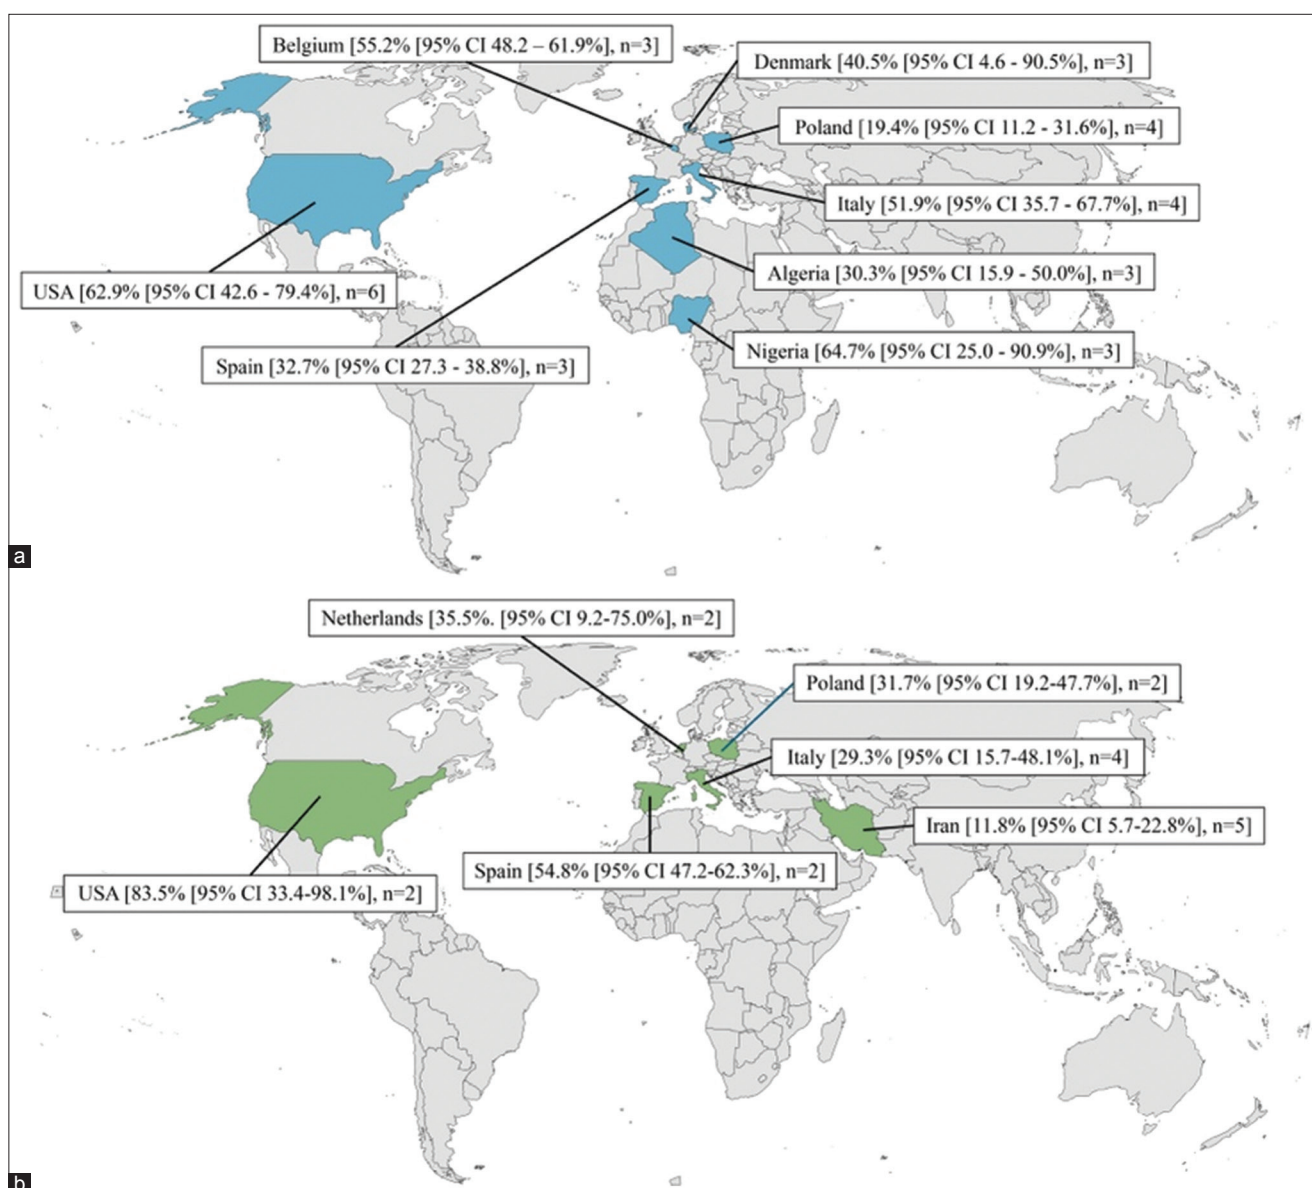 Belgium [55.2% [95% CI 48.2 – 61.9%], n=3]
Denmark [40.5% [95% CI 4.6 - 90.5%], n=3]
Poland [19.4% [95% CI 11.2 - 31.6%], n=4]
Italy [51.9% [95% CI 35.7 - 67.7%], n=4]
Algeria [30.3% [95% CI 15.9 - 50.0%], n=3]
USA [62.9% [95% CI 42.6 - 79.4%], n=6]
Nigeria [64.7% [95% CI 25.0 - 90.9%], n=3]
Spain [32.7% [95% CI 27.3 - 38.8%], n=3]
a
Netherlands [35.5%. [95% CI 9.2-75.0%], n=2]
Poland [31.7% [95% CI 19.2-47.7%], n=2]
Italy [29.3% [95% CI 15.7-48.1%], n=4]
Iran [11.8% [95% CI 5.7-22.8%], n=5]
Spain [54.8% [95% CI 47.2-62.3%], n=2]
USA [83.5% [95% CI 33.4-98.1%], n=2]
b